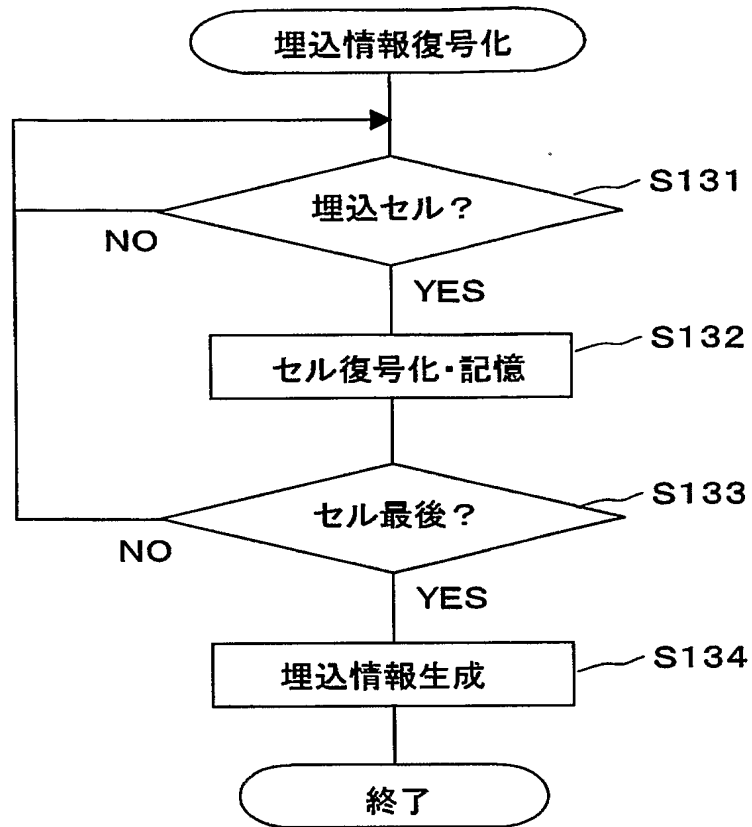 埋込情報復号化
埋込セル？
S131
NO
YES
セル復号化・記憶
S132
セル最後？
S133
NO
YES
埋込情報生成
S134
終了